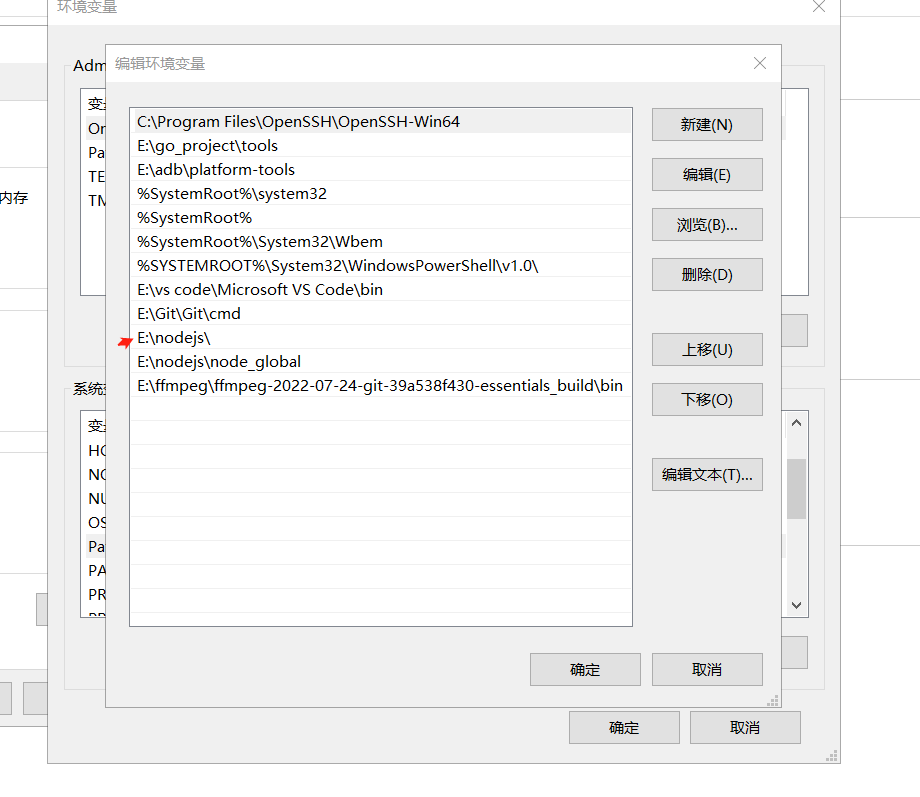 环境变量
编辑环境变量
Adm
变量
On
Pa
TE
TM
内存
C:\Program Files\OpenSSH\OpenSSH-Win64
E:\go_project\tools
E:\adb\platform-tools
%SystemRoot%\system32
%SystemRoot%
%SystemRoot%\System32\Wbem
%SYSTEMROOT%\System32\WindowsPowerShell\v1.0\
E:\vs code\Microsoft VS Code\bin
E:\Git\Git\cmd
E:\nodejs\
E:\nodejs\node_global
E:\ffmpeg\ffmpeg-2022-07-24-git-39a538f430-essentials_build\bin
新建(N)
编辑(E)
浏览(B)...
删除(D)
上移(U)
下移(O)
编辑文本(T)...
系统变
变量
NU
OS
Pa
PA
PR
确定
取消
确定
取消